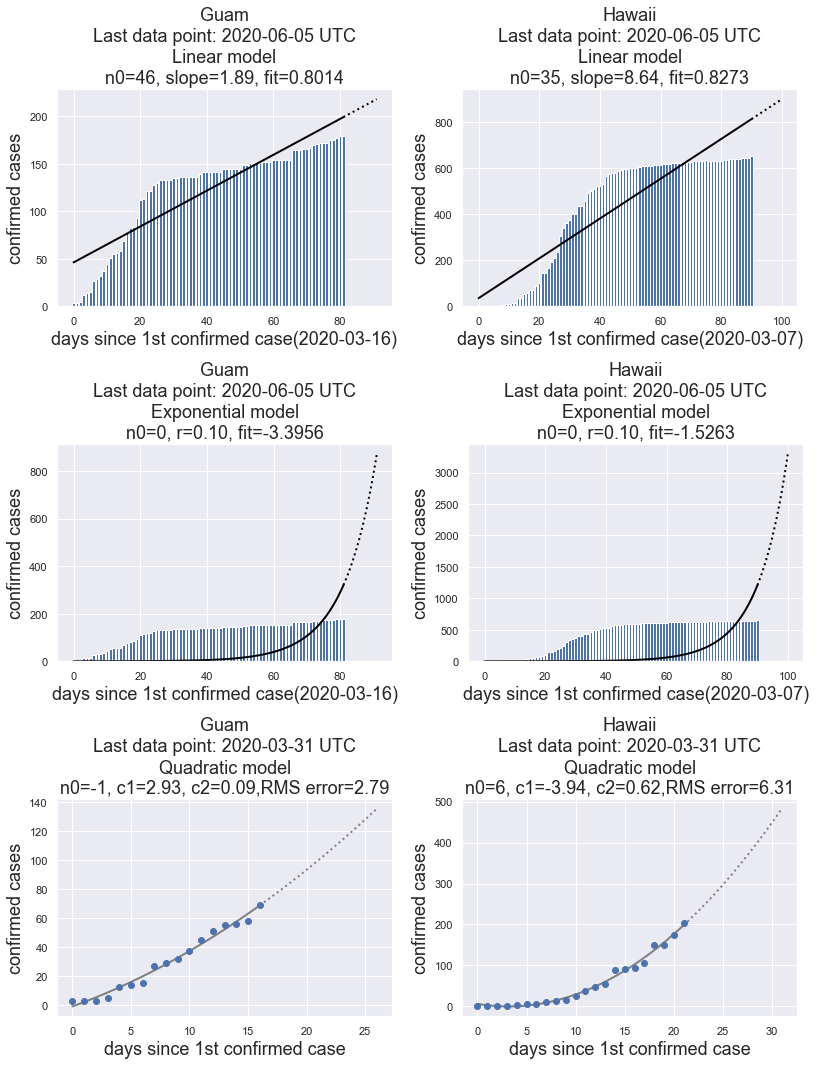 Guam
Last data point: 2020-06-05 UTC
Linear model
n0=46, slope=1.89, fit=0.8014
200
150
100
50
0
confirmed cases
0 20 40 60 80
days since 1st confirmed case(2020-03-16)
Hawaii
Last data point: 2020-06-05 UTC
Linear model
n0=35, slope=8.64, fit=0.8273
800
600
400
200
0
confirmed cases
0 20 40 60 80 100
days since 1st confirmed case(2020-03-07)
Guam
Last data point: 2020-06-05 UTC
Exponential model
n0=0, r=0.10, fit=-3.3956
800
600
400
200
0
confirmed cases
0 20 40 60 80
days since 1st confirmed case(2020-03-16)
Hawaii
Last data point: 2020-06-05 UTC
Exponential model
n0=0, r=0.10, fit=-1.5263
3000
2500
2000
1500
1000
500
0
confirmed cases
0 20 40 60 80 100
days since 1st confirmed case(2020-03-07)
Guam
Last data point: 2020-03-31 UTC
Quadratic model
n0=-1, c1=2.93, c2=0.09,RMS error=2.79
140
120
100
80
60
40
20
0
confirmed cases
0 5 10 15 20 25
days since 1st confirmed case
Hawaii
Last data point: 2020-03-31 UTC
Quadratic model
n0=6, c1=-3.94, c2=0.62,RMS error=6.31
500
400
300
200
100
0
confirmed cases
0 5 10 15 20 25 30
days since 1st confirmed case